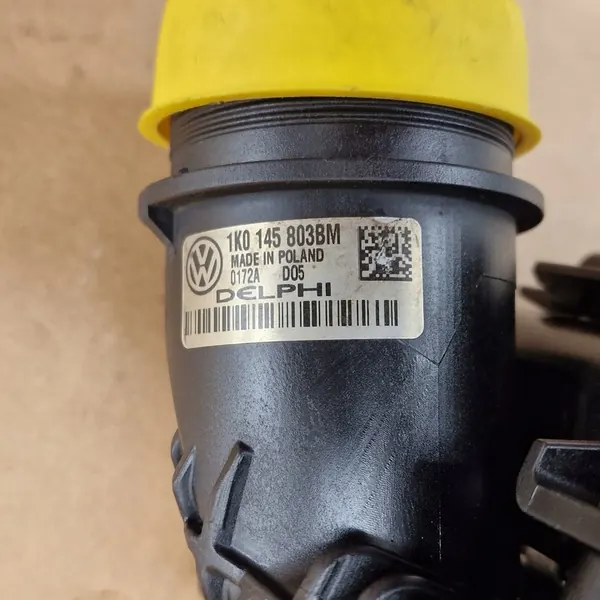 1K0 145 803BM
MADE IN POLAND
0172A D05
DELPHI